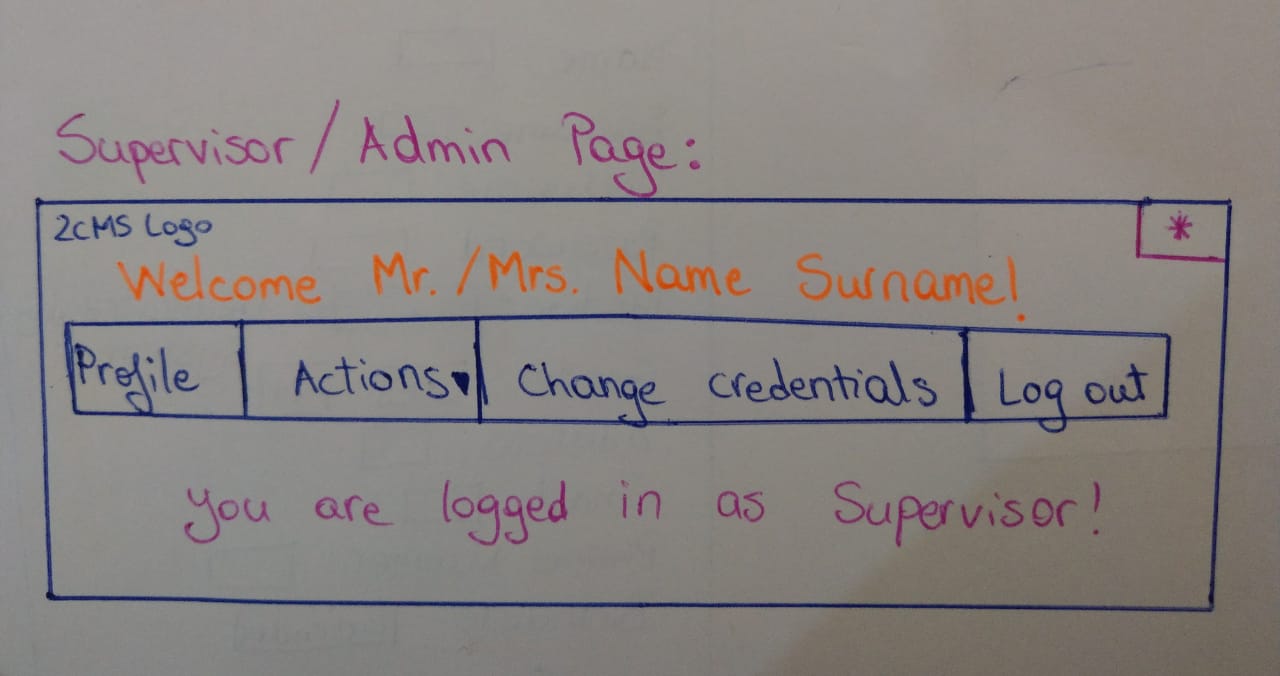 Supervisor / Admin Page:
2CMS Logo
*
Welcome Mr. / Mrs. Name Surname!
Profile
Actions▾
Change credentials
Log out
You are logged in as Supervisor!